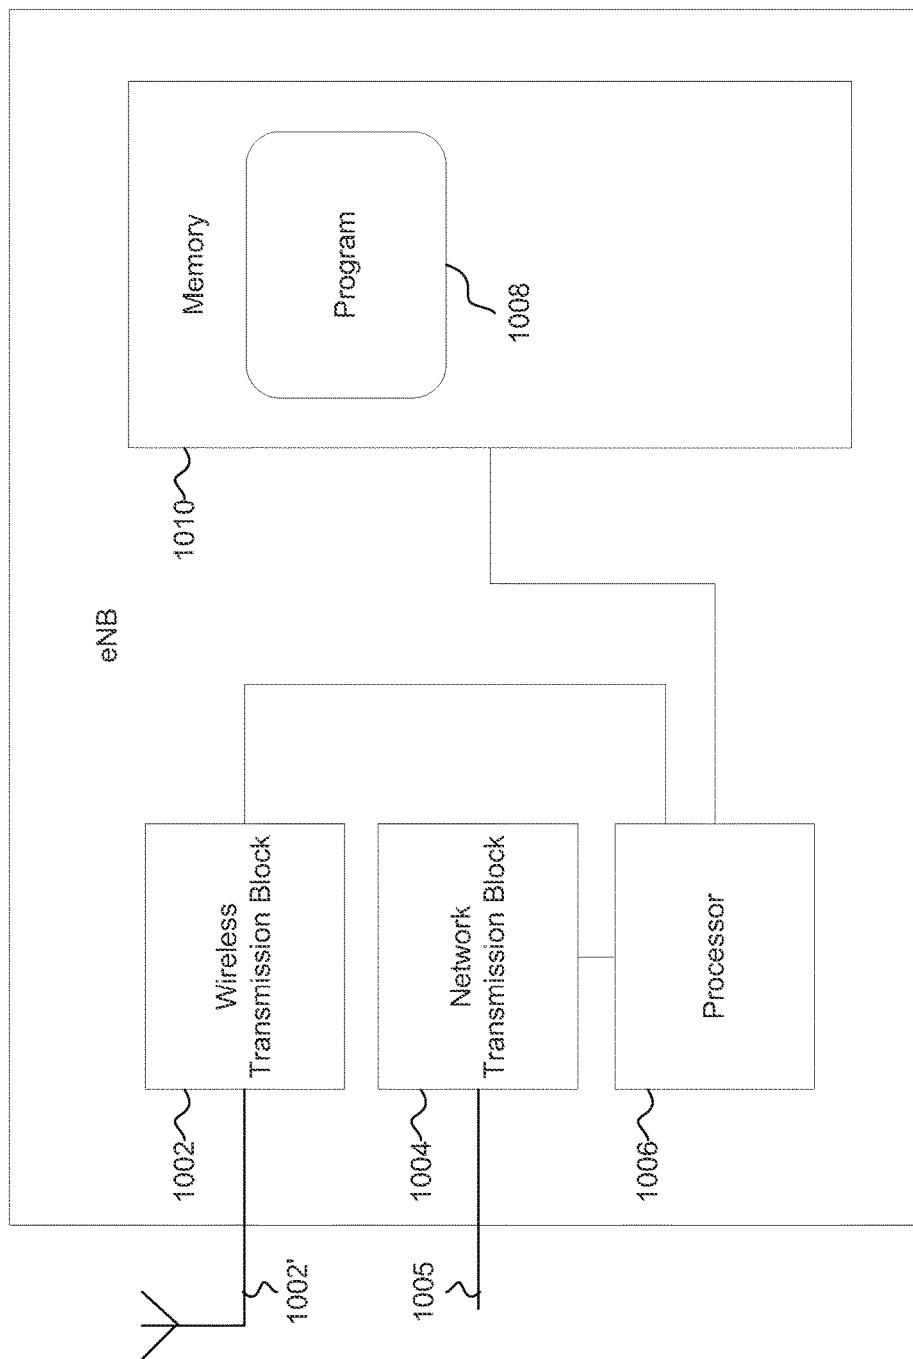 eNB
1002
Wireless
Transmission Block
1002'
1004
Network
Transmission Block
1005
1006
Processor
1010
Memory
Program
1008